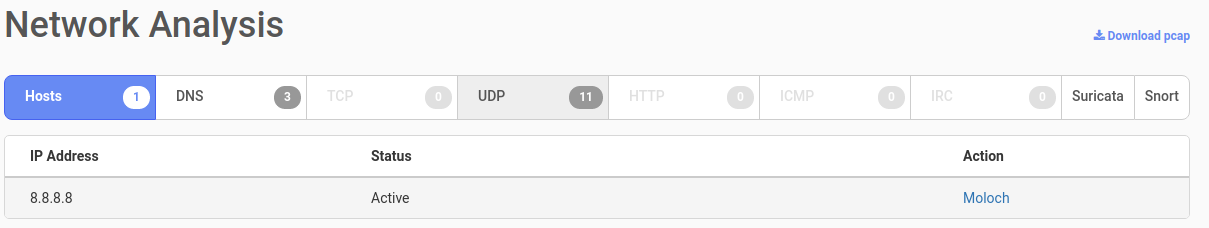 Network Analysis
Download pcap
Hosts 1 DNS 3 TCP 0 UDP 11 HTTP 0 ICMP 0 IRC 0 Suricata Snort
IP Address Status Action
8.8.8.8 Active Moloch